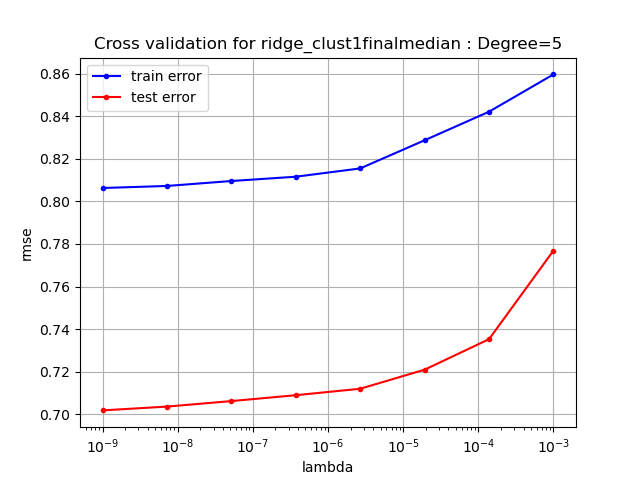 Cross validation for ridge_clust1finalmedian : Degree=5
train error
test error
rmse
0.86
0.84
0.82
0.80
0.78
0.76
0.74
0.72
0.70
10⁻⁹ 10⁻⁸ 10⁻⁷ 10⁻⁶ 10⁻⁵ 10⁻⁴ 10⁻³
lambda